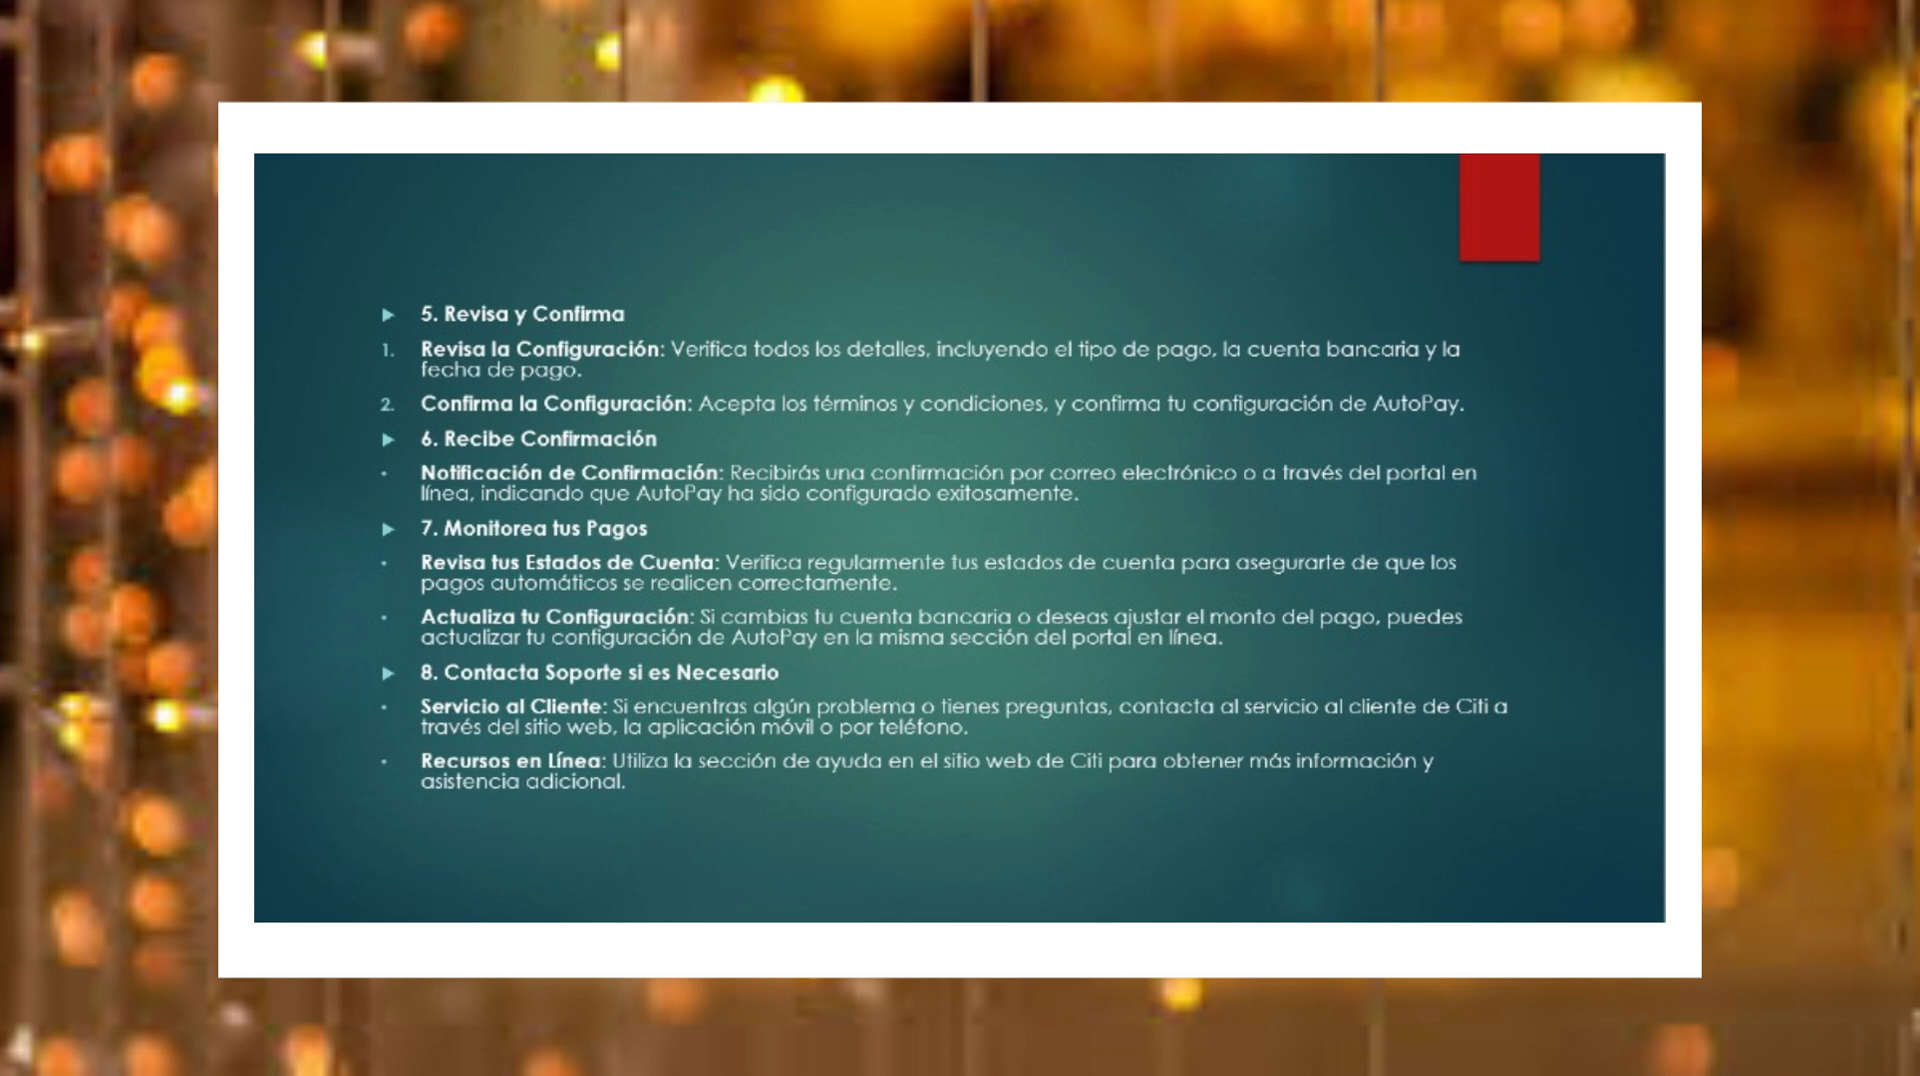 5. Revisa y Confirma
1. Revisa la Configuración: Verifica todos los detalles, incluyendo el tipo de pago, la cuenta bancaria y la
fecha de pago.
2. Confirma la Configuración: Acepta los términos y condiciones, y confirma tu configuración de AutoPay.
6. Recibe Confirmación
• Notificación de Confirmación: Recibirás una confirmación por correo electrónico o a través del portal en
línea, indicando que AutoPay ha sido configurado exitosamente.
7. Monitorea tus Pagos
• Revisa tus Estados de Cuenta: Verifica regularmente tus estados de cuenta para asegurarte de que los
pagos automáticos se realicen correctamente.
• Actualiza tu Configuración: Si cambias tu cuenta bancaria o deseas ajustar el monto del pago, puedes
actualizar tu configuración de AutoPay en la misma sección del portal en línea.
8. Contacta Soporte si es Necesario
• Servicio al Cliente: Si encuentras algún problema o tienes preguntas, contacta al servicio al cliente de Citi a
través del sitio web, la aplicación móvil o por teléfono.
• Recursos en Línea: Utiliza la sección de ayuda en el sitio web de Citi para obtener más información y
asistencia adicional.